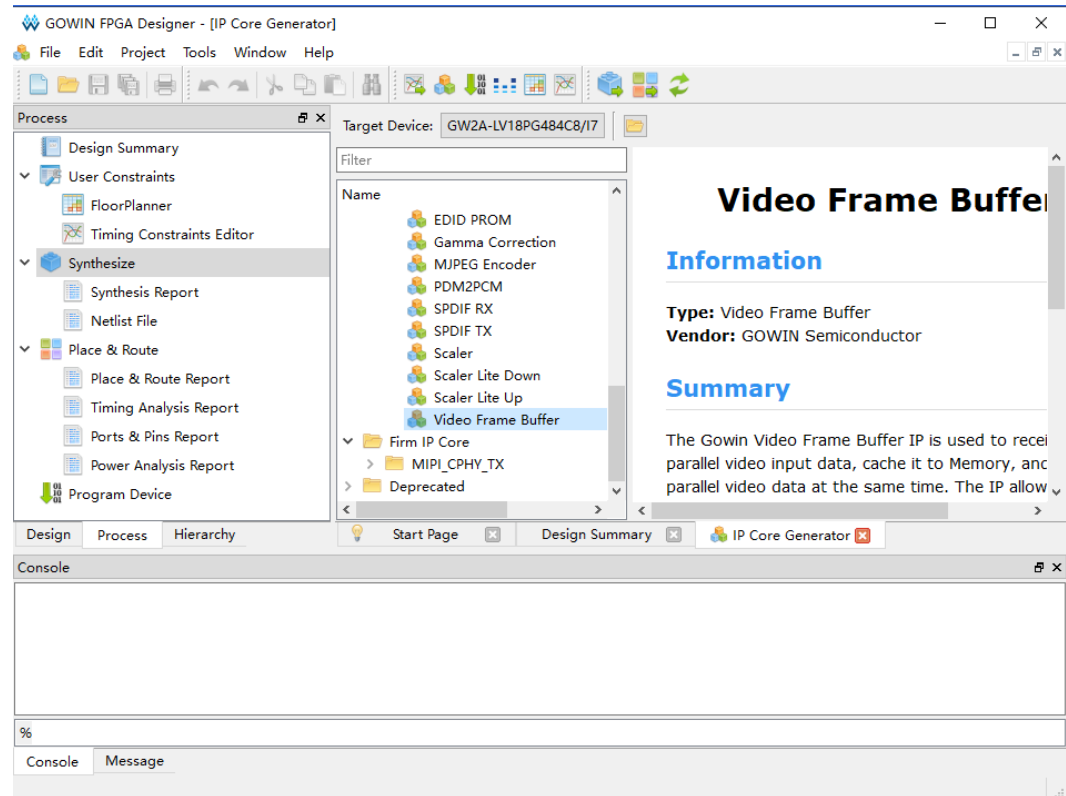 GOWIN FPGA Designer - [IP Core Generator]
File Edit Project Tools Window Help
Process
Design Summary
User Constraints
FloorPlanner
Timing Constraints Editor
Synthesize
Synthesis Report
Netlist File
Place & Route
Place & Route Report
Timing Analysis Report
Ports & Pins Report
Power Analysis Report
Program Device
Design Process Hierarchy
Target Device: GW2A-LV18PG484C8/I7
Filter
Name
EDID PROM
Gamma Correction
MJPEG Encoder
PDM2PCM
SPDIF RX
SPDIF TX
Scaler
Scaler Lite Down
Scaler Lite Up
Video Frame Buffer
Firm IP Core
MIPI_CPHY_TX
Deprecated
Video Frame Buffer
Information
Type: Video Frame Buffer
Vendor: GOWIN Semiconductor
Summary
The Gowin Video Frame Buffer IP is used to recei
parallel video input data, cache it to Memory, and
parallel video data at the same time. The IP allow
Start Page Design Summary IP Core Generator
Console
%
Console Message